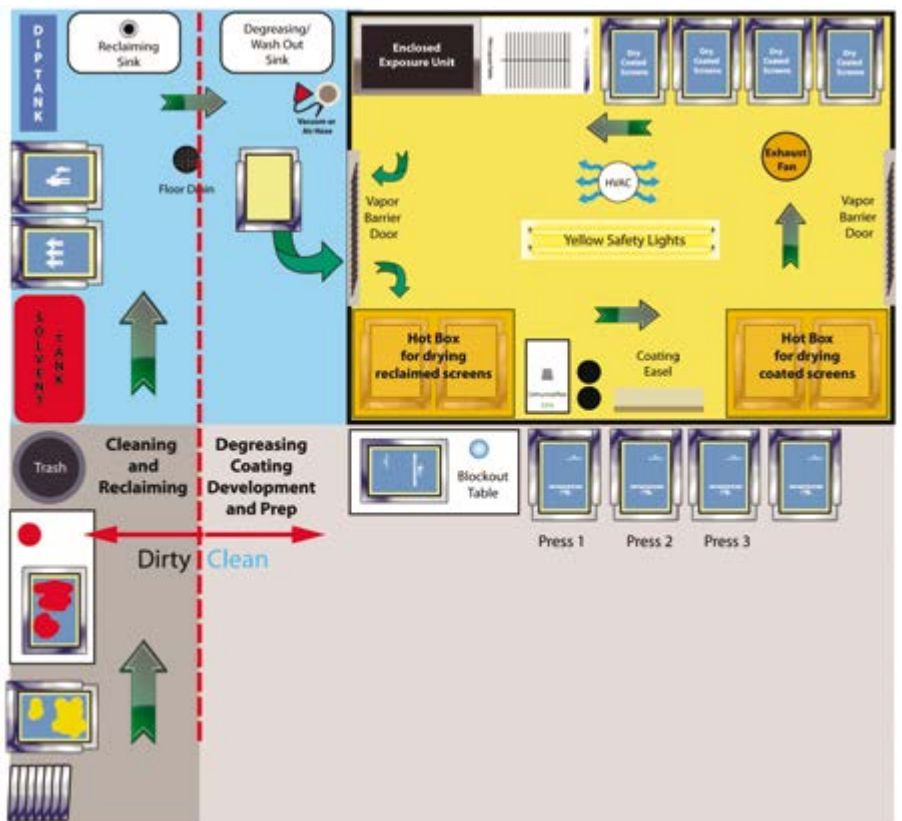 DIP TANK
Reclaiming
Sink
Degreasing/
Wash Out
Sink
Enclosed
Exposure Unit
Dry
Coated
Screens
Dry
Coated
Screens
Dry
Coated
Screens
Dry
Coated
Screens
Vacuum or
Air Hose
Floor Drain
Exhaust
Fan
HVAC
Vapor
Barrier
Door
Vapor
Barrier
Door
Yellow Safety Lights
SOLVENT
TANK
Hot Box
for drying
reclaimed screens
Coating
Easel
Hot Box
for drying
coated screens
Trash
Cleaning
and
Reclaiming
Degreasing
Coating
Development
and Prep
Blockout
Table
Press 1
Press 2
Press 3
Dirty
Clean